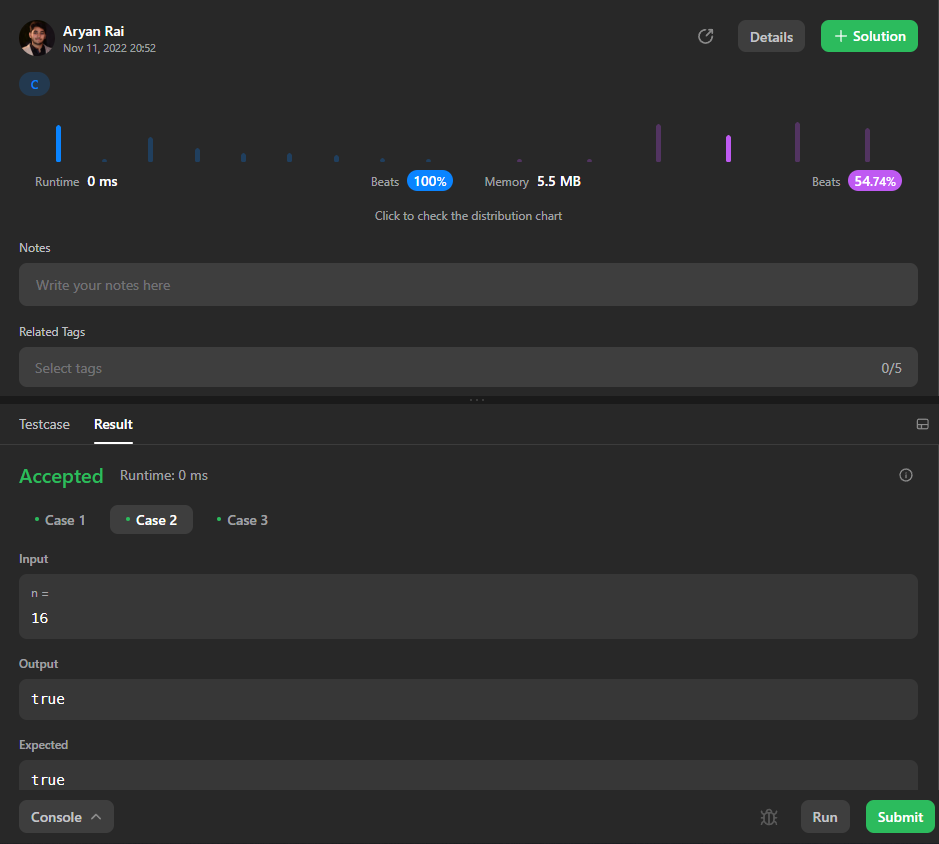 Aryan Rai
Nov 11, 2022 20:52
Details
+ Solution
C
Runtime 0 ms Beats 100% Memory 5.5 MB Beats 54.74%
Click to check the distribution chart
Notes
Write your notes here
Related Tags
Select tags 0/5
Testcase Result
Accepted Runtime: 0 ms
• Case 1 • Case 2 • Case 3
Input
n =
16
Output
true
Expected
true
Console Run Submit